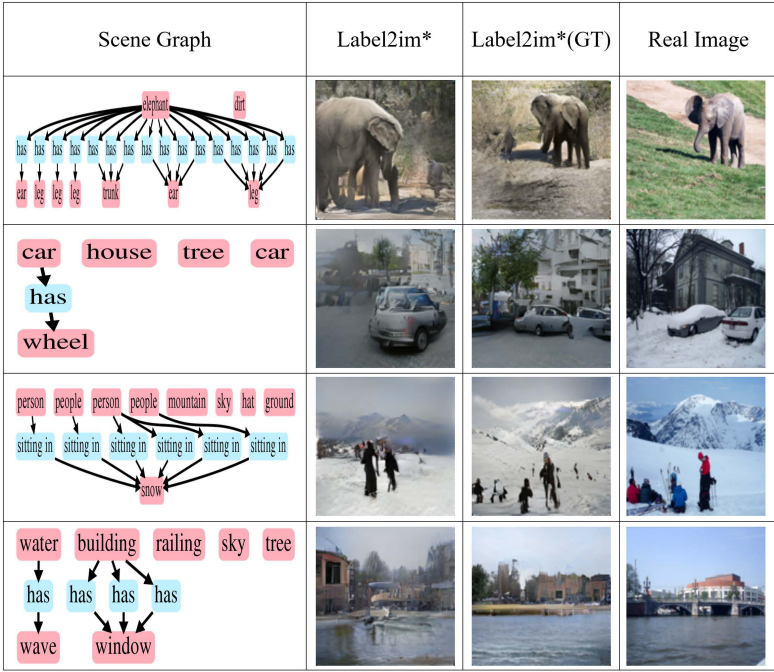 Scene Graph Label2im* Label2im*(GT) Real Image
elephant dirt
has has has has has has has has has has has has has has
ear leg leg leg trunk ear leg
car house tree car
has
wheel
person people person people mountain sky hat ground
sitting in sitting in sitting in sitting in sitting in sitting in
snow
water building railing sky tree
has has has has
wave window